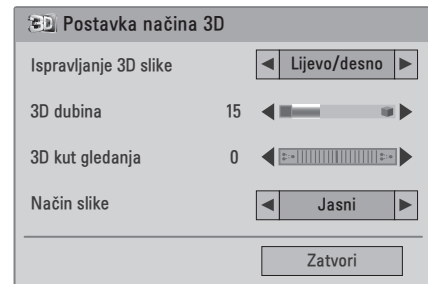 3D Postavka načina 3D
Ispravljanje 3D slike Lijevo/desno
3D dubina 15
3D kut gledanja 0
Način slike Jasni
Zatvori